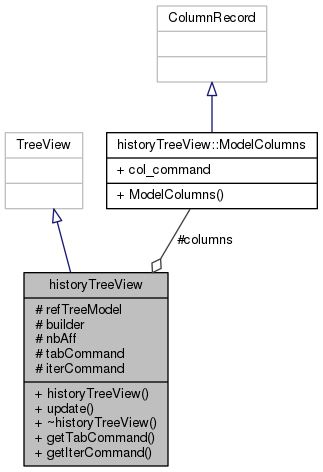 ColumnRecord
TreeView
historyTreeView::ModelColumns
+ col_command
+ ModelColumns()
#columns
historyTreeView
# refTreeModel
# builder
# nbAff
# tabCommand
# iterCommand
+ historyTreeView()
+ update()
+ ~historyTreeView()
+ getTabCommand()
+ getIterCommand()